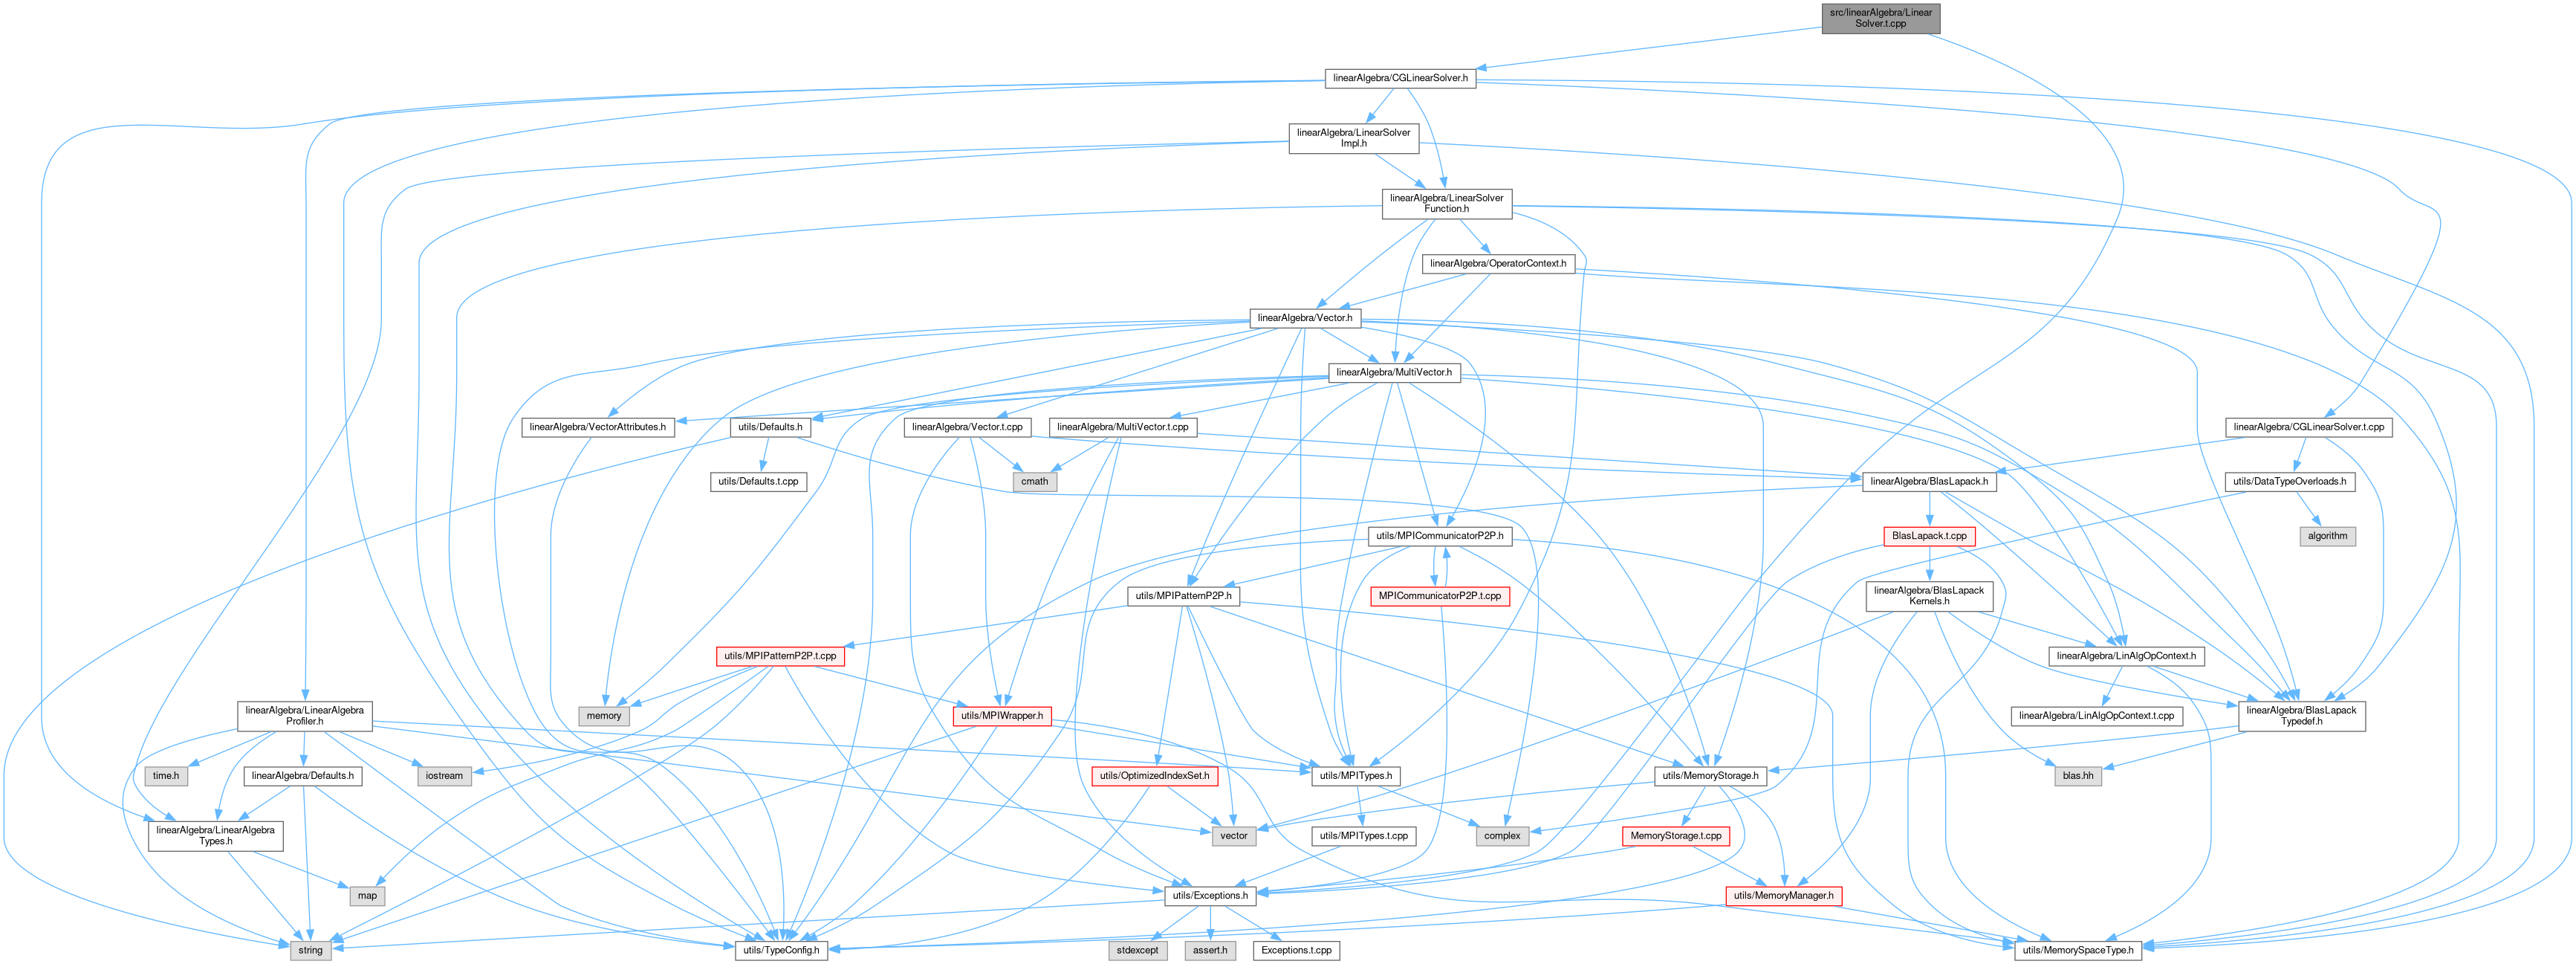 src/linearAlgebra/Linear
Solver.t.cpp
linearAlgebra/CGLinearSolver.h
linearAlgebra/LinearSolver
Impl.h
linearAlgebra/LinearSolver
Function.h
linearAlgebra/OperatorContext.h
linearAlgebra/Vector.h
linearAlgebra/MultiVector.h
linearAlgebra/VectorAttributes.h
utils/Defaults.h
linearAlgebra/Vector.t.cpp
linearAlgebra/MultiVector.t.cpp
linearAlgebra/CGLinearSolver.t.cpp
utils/Defaults.t.cpp
cmath
linearAlgebra/BlasLapack.h
utils/DataTypeOverloads.h
utils/MPICommunicatorP2P.h
BlasLapack.t.cpp
algorithm
utils/MPIPatternP2P.h
MPICommunicatorP2P.t.cpp
linearAlgebra/BlasLapack
Kernels.h
utils/MPIPatternP2P.t.cpp
linearAlgebra/LinAlgOpContext.h
linearAlgebra/LinearAlgebra
Profiler.h
memory
utils/MPIWrapper.h
linearAlgebra/LinAlgOpContext.t.cpp
linearAlgebra/BlasLapack
Typedef.h
time.h
linearAlgebra/Defaults.h
iostream
utils/OptimizedIndexSet.h
utils/MPITypes.h
utils/MemoryStorage.h
blas.hh
linearAlgebra/LinearAlgebra
Types.h
vector
utils/MPITypes.t.cpp
complex
MemoryStorage.t.cpp
map
utils/Exceptions.h
utils/MemoryManager.h
string
utils/TypeConfig.h
stdexcept
assert.h
Exceptions.t.cpp
utils/MemorySpaceType.h